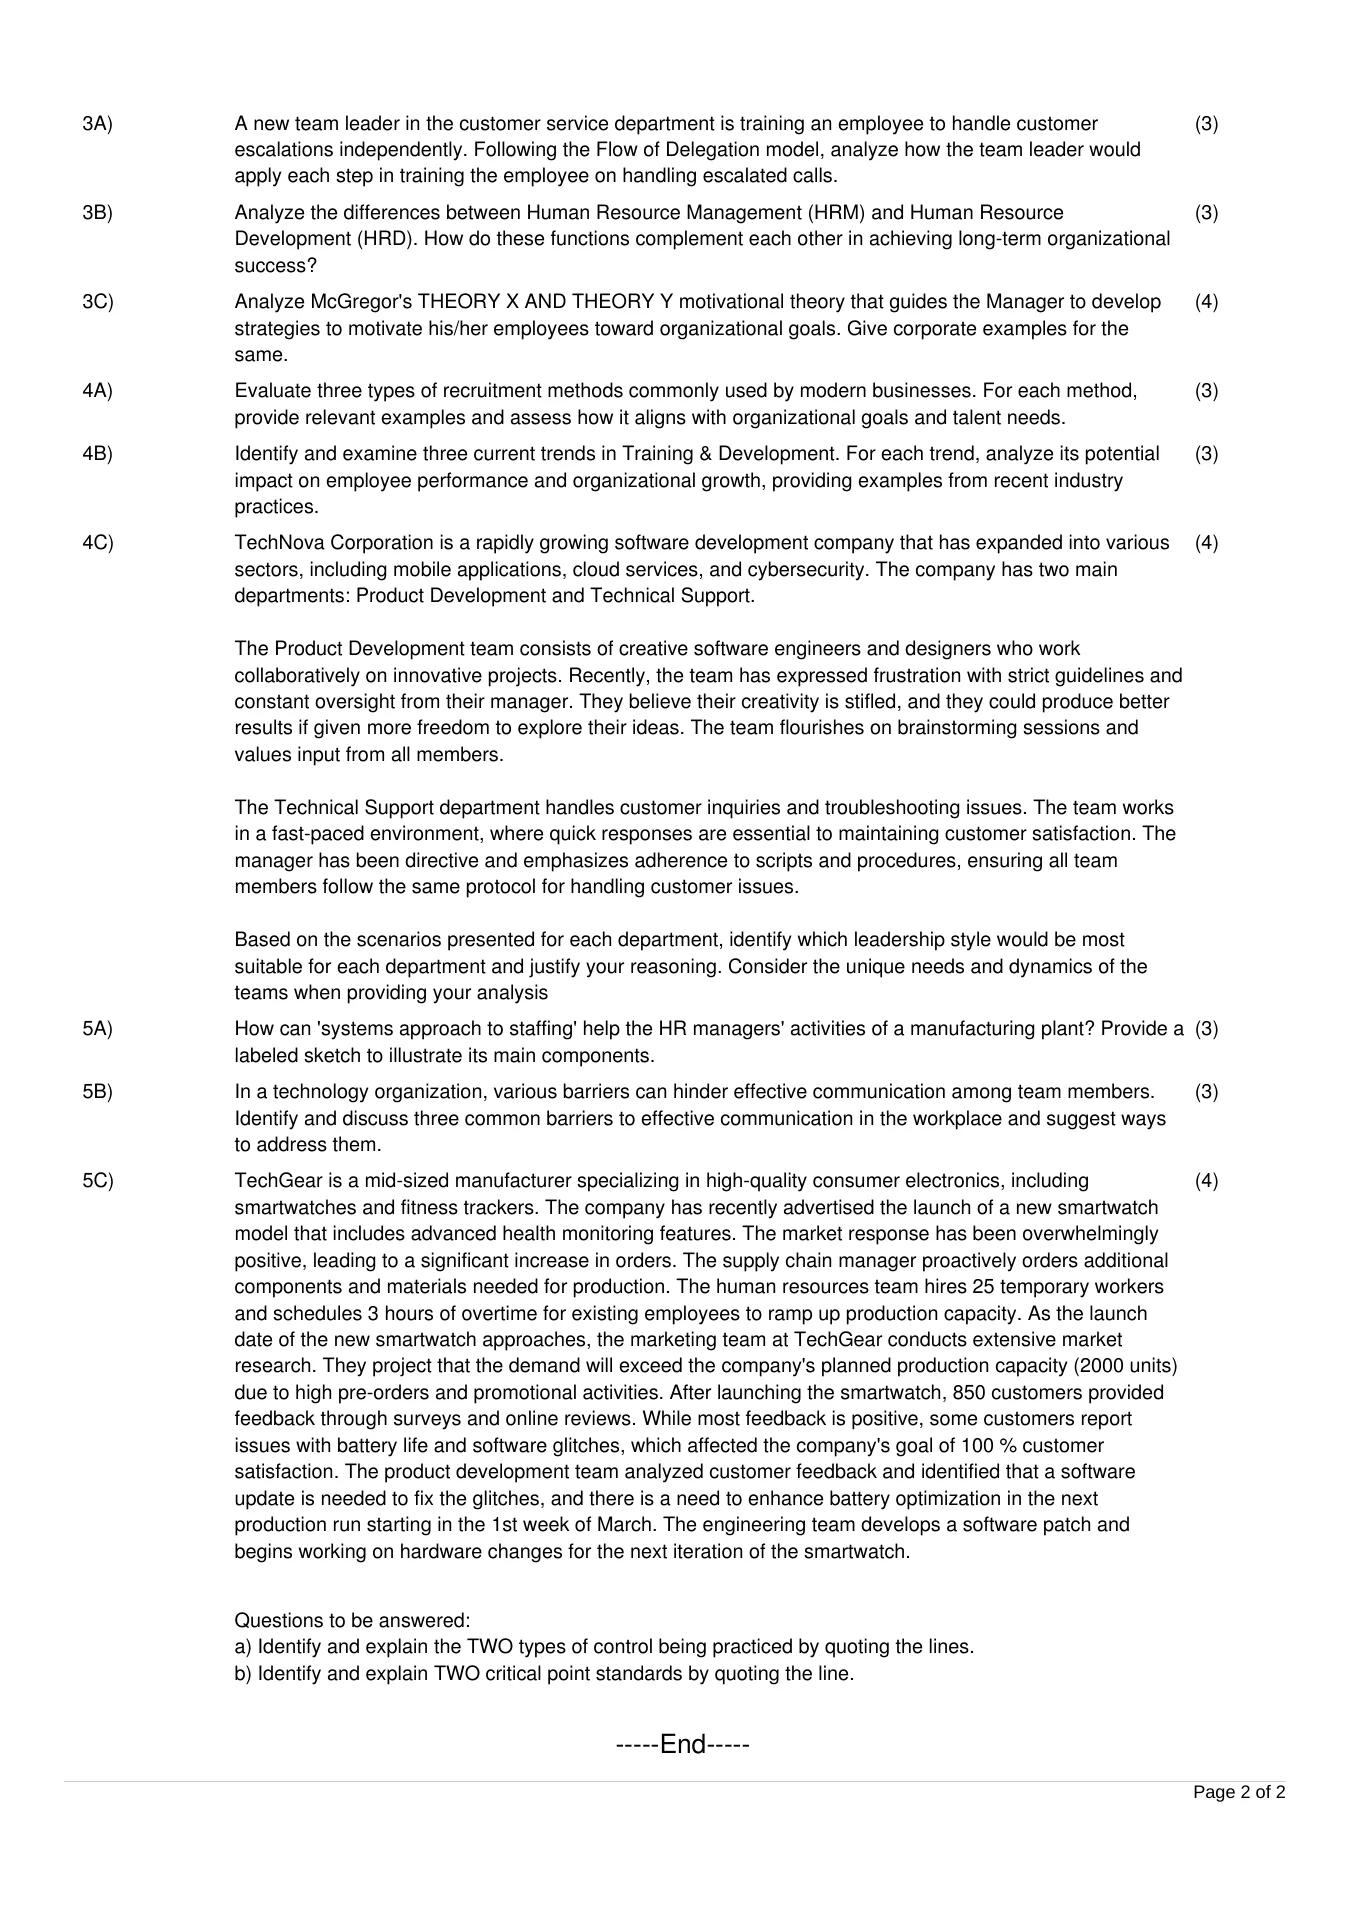 3A) A new team leader in the customer service department is training an employee to handle customer (3)
escalations independently. Following the Flow of Delegation model, analyze how the team leader would
apply each step in training the employee on handling escalated calls.
3B) Analyze the differences between Human Resource Management (HRM) and Human Resource (3)
Development (HRD). How do these functions complement each other in achieving long-term organizational
success?
3C) Analyze McGregor's THEORY X AND THEORY Y motivational theory that guides the Manager to develop (4)
strategies to motivate his/her employees toward organizational goals. Give corporate examples for the
same.
4A) Evaluate three types of recruitment methods commonly used by modern businesses. For each method, (3)
provide relevant examples and assess how it aligns with organizational goals and talent needs.
4B) Identify and examine three current trends in Training & Development. For each trend, analyze its potential (3)
impact on employee performance and organizational growth, providing examples from recent industry
practices.
4C) TechNova Corporation is a rapidly growing software development company that has expanded into various (4)
sectors, including mobile applications, cloud services, and cybersecurity. The company has two main
departments: Product Development and Technical Support.
The Product Development team consists of creative software engineers and designers who work
collaboratively on innovative projects. Recently, the team has expressed frustration with strict guidelines and
constant oversight from their manager. They believe their creativity is stifled, and they could produce better
results if given more freedom to explore their ideas. The team flourishes on brainstorming sessions and
values input from all members.
The Technical Support department handles customer inquiries and troubleshooting issues. The team works
in a fast-paced environment, where quick responses are essential to maintaining customer satisfaction. The
manager has been directive and emphasizes adherence to scripts and procedures, ensuring all team
members follow the same protocol for handling customer issues.
Based on the scenarios presented for each department, identify which leadership style would be most
suitable for each department and justify your reasoning. Consider the unique needs and dynamics of the
teams when providing your analysis
5A) How can 'systems approach to staffing' help the HR managers' activities of a manufacturing plant? Provide a (3)
labeled sketch to illustrate its main components.
5B) In a technology organization, various barriers can hinder effective communication among team members. (3)
Identify and discuss three common barriers to effective communication in the workplace and suggest ways
to address them.
5C) TechGear is a mid-sized manufacturer specializing in high-quality consumer electronics, including (4)
smartwatches and fitness trackers. The company has recently advertised the launch of a new smartwatch
model that includes advanced health monitoring features. The market response has been overwhelmingly
positive, leading to a significant increase in orders. The supply chain manager proactively orders additional
components and materials needed for production. The human resources team hires 25 temporary workers
and schedules 3 hours of overtime for existing employees to ramp up production capacity. As the launch
date of the new smartwatch approaches, the marketing team at TechGear conducts extensive market
research. They project that the demand will exceed the company's planned production capacity (2000 units)
due to high pre-orders and promotional activities. After launching the smartwatch, 850 customers provided
feedback through surveys and online reviews. While most feedback is positive, some customers report
issues with battery life and software glitches, which affected the company's goal of 100 % customer
satisfaction. The product development team analyzed customer feedback and identified that a software
update is needed to fix the glitches, and there is a need to enhance battery optimization in the next
production run starting in the 1st week of March. The engineering team develops a software patch and
begins working on hardware changes for the next iteration of the smartwatch.
Questions to be answered:
a) Identify and explain the TWO types of control being practiced by quoting the lines.
b) Identify and explain TWO critical point standards by quoting the line.
-----End-----
Page 2 of 2